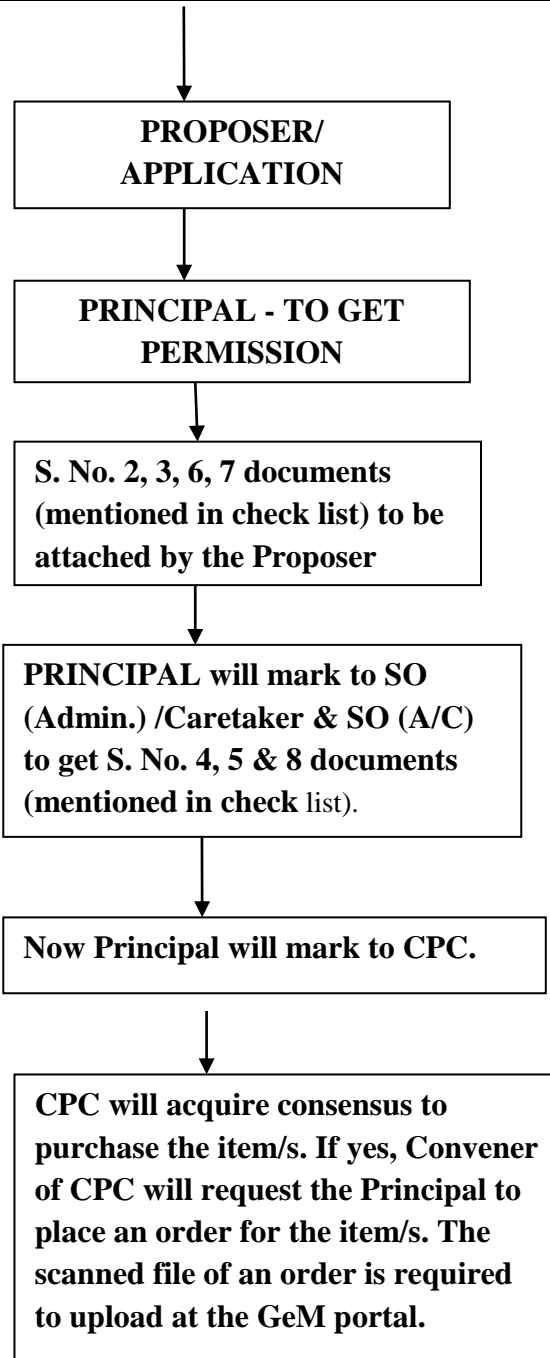 PROPOSER/
APPLICATION
PRINCIPAL - TO GET
PERMISSION
S. No. 2, 3, 6, 7 documents
(mentioned in check list) to be
attached by the Proposer
PRINCIPAL will mark to SO
(Admin.) /Caretaker & SO (A/C)
to get S. No. 4, 5 & 8 documents
(mentioned in check list).
Now Principal will mark to CPC.
CPC will acquire consensus to
purchase the item/s. If yes, Convener
of CPC will request the Principal to
place an order for the item/s. The
scanned file of an order is required
to upload at the GeM portal.